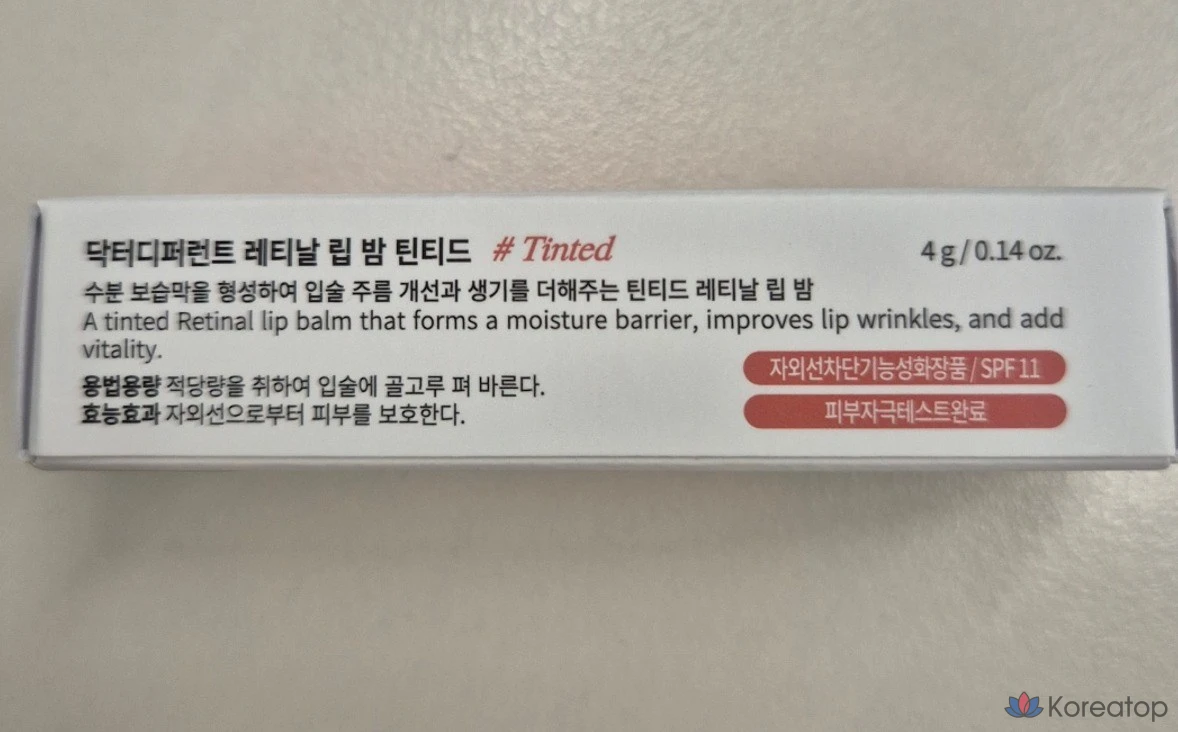 닥터디퍼런트 레티날 립 밤 틴티드 # Tinted 4 g / 0.14 oz.
수분 보습막을 형성하여 입술 주름 개선과 생기를 더해주는 틴티드 레티날 립 밤
A tinted Retinal lip balm that forms a moisture barrier, improves lip wrinkles, and add
vitality.
자외선차단기능성화장품 / SPF 11
용법용량 적당량을 취하여 입술에 골고루 펴 바른다.
피부자극테스트완료
효능효과 자외선으로부터 피부를 보호한다.
Koreatop